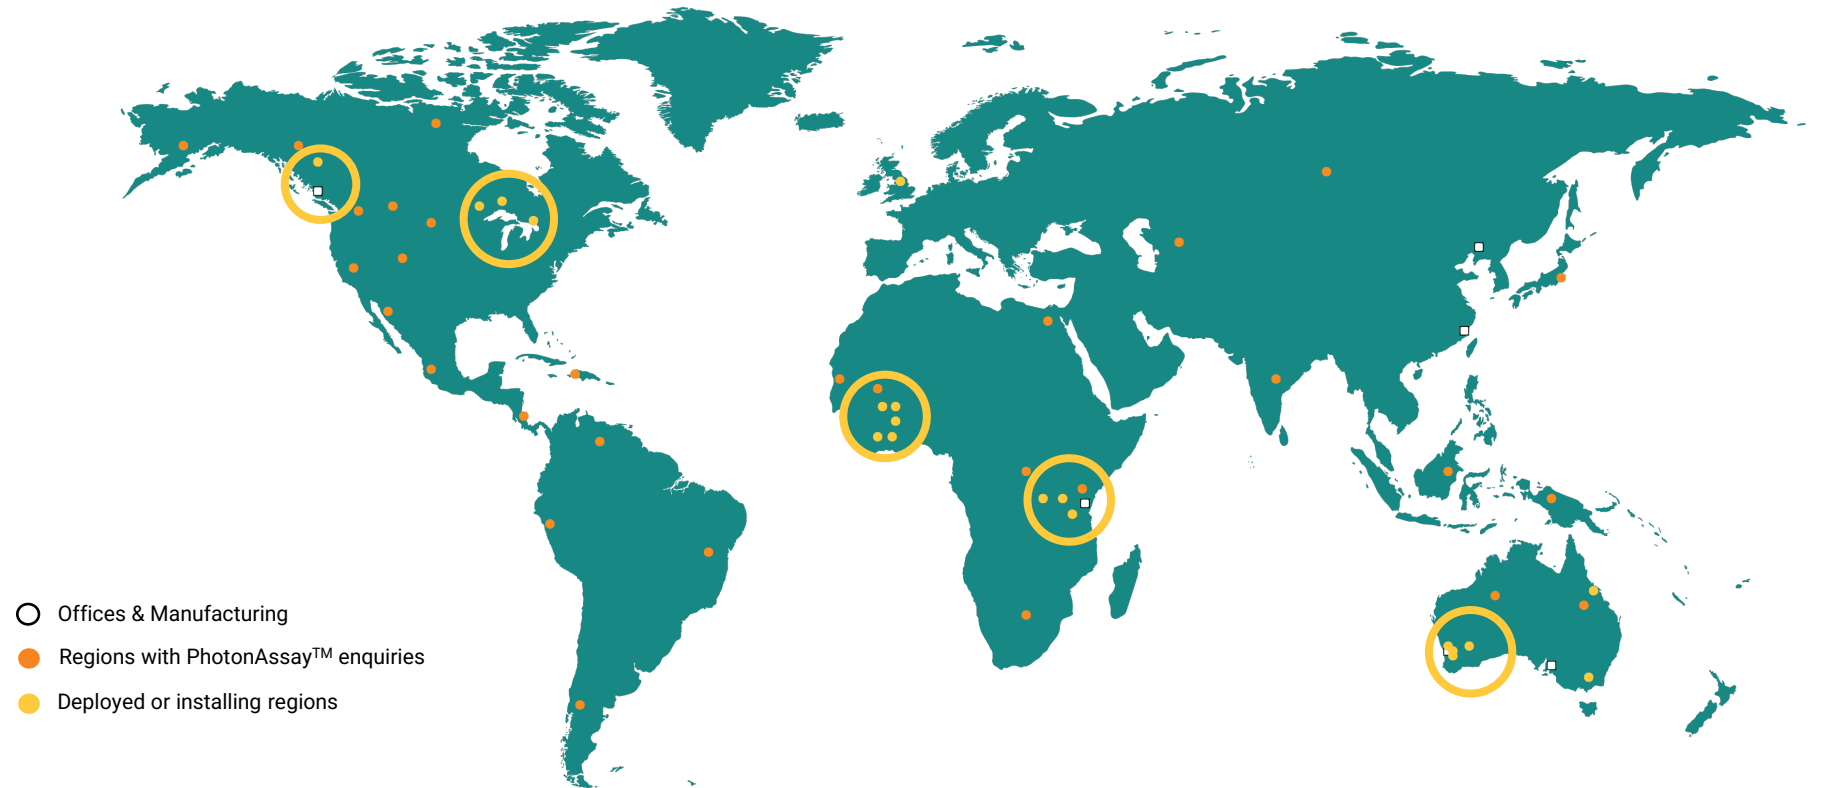 Offices & Manufacturing
Regions with PhotonAssay™ enquiries
Deployed or installing regions